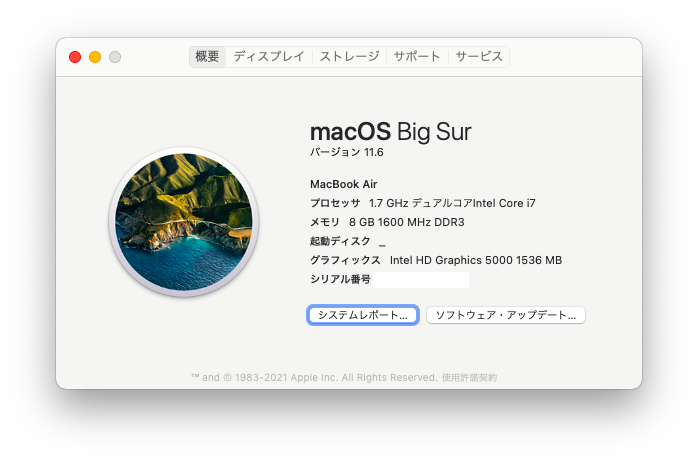 概要 ディスプレイ ストレージ サポート サービス
macOS Big Sur
バージョン 11.6
MacBook Air
プロセッサ 1.7 GHz デュアルコアIntel Core i7
メモリ 8 GB 1600 MHz DDR3
起動ディスク _
グラフィックス Intel HD Graphics 5000 1536 MB
シリアル番号
システムレポート... ソフトウェア・アップデート...
™ and © 1983-2021 Apple Inc. All Rights Reserved. 使用許諾契約